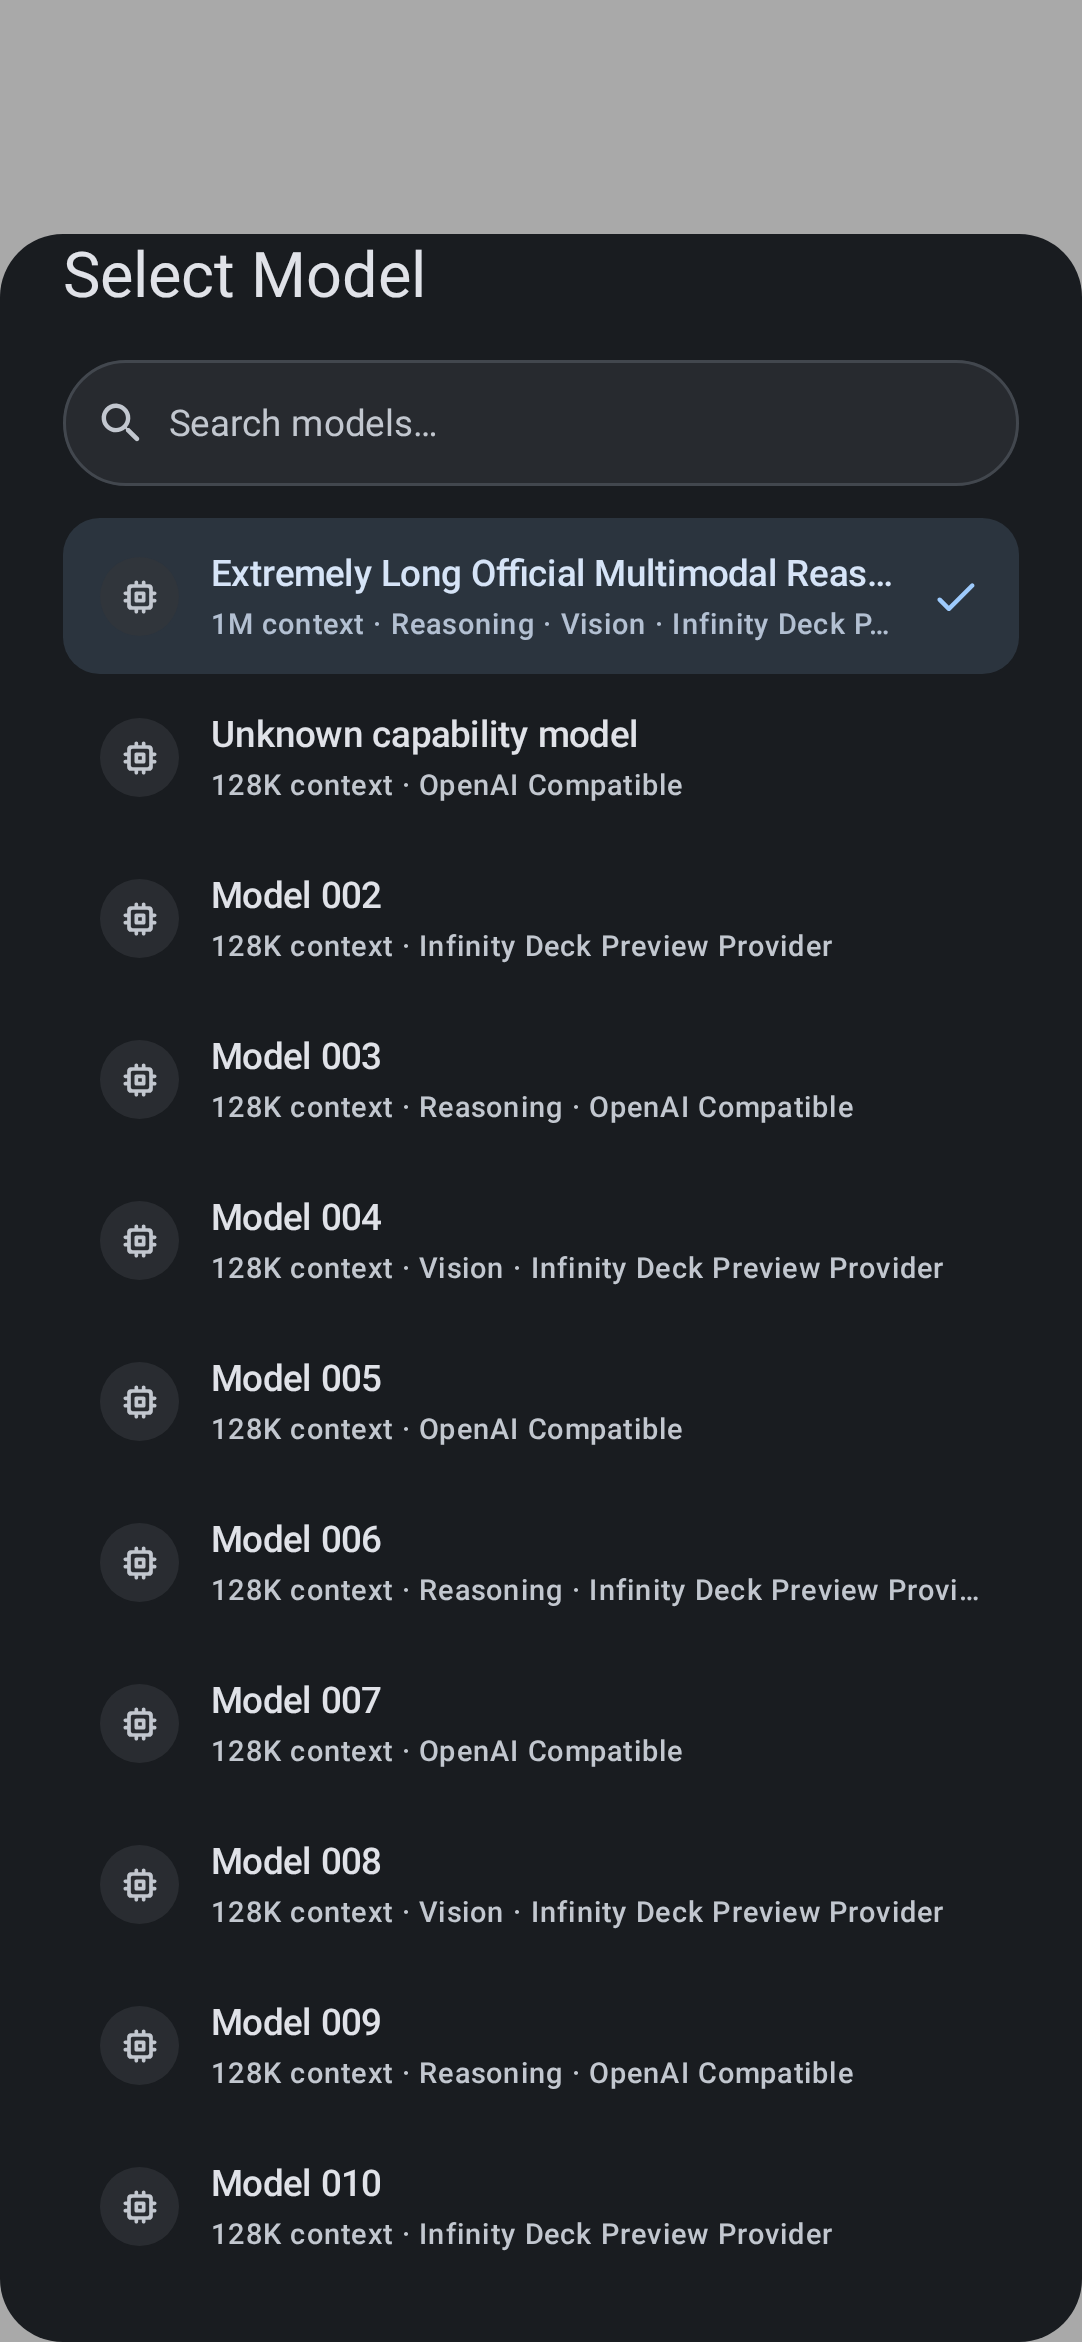 Select Model
Search models…
Extremely Long Official Multimodal Reas…
1M context · Reasoning · Vision · Infinity Deck P…
Unknown capability model
128K context · OpenAI Compatible
Model 002
128K context · Infinity Deck Preview Provider
Model 003
128K context · Reasoning · OpenAI Compatible
Model 004
128K context · Vision · Infinity Deck Preview Provider
Model 005
128K context · OpenAI Compatible
Model 006
128K context · Reasoning · Infinity Deck Preview Provi…
Model 007
128K context · OpenAI Compatible
Model 008
128K context · Vision · Infinity Deck Preview Provider
Model 009
128K context · Reasoning · OpenAI Compatible
Model 010
128K context · Infinity Deck Preview Provider